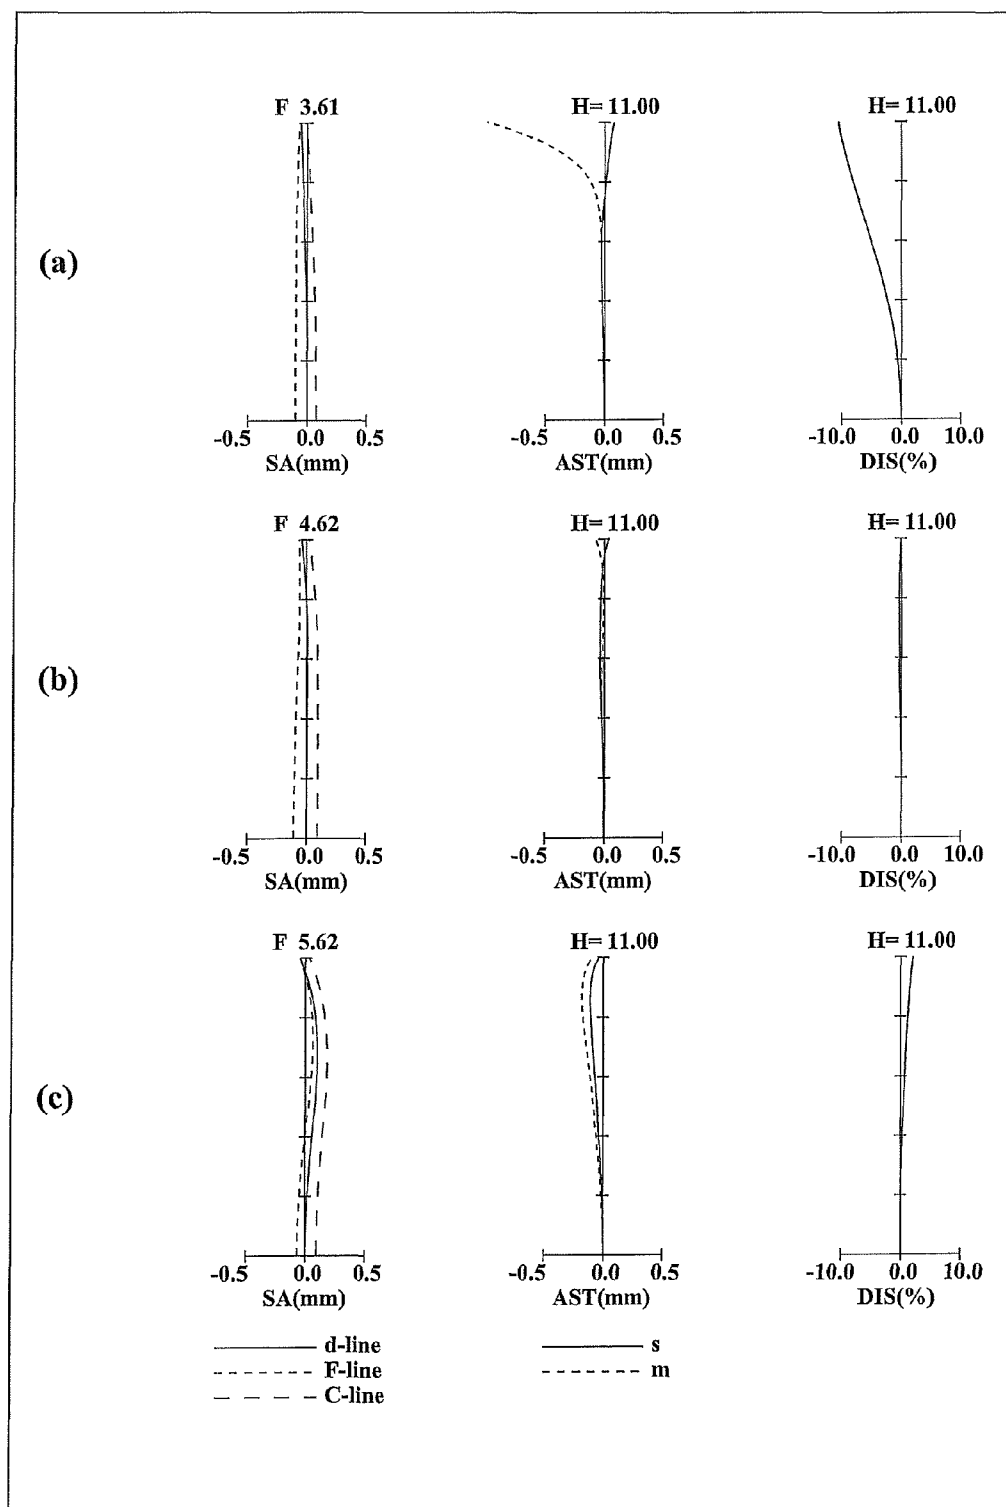 F 3.61 H= 11.00 H= 11.00
(a)
-0.5 0.0 0.5 -0.5 0.0 0.5 -10.0 0.0 10.0
SA(mm) AST(mm) DIS(%)
F 4.62 H= 11.00 H= 11.00
(b)
-0.5 0.0 0.5 -0.5 0.0 0.5 -10.0 0.0 10.0
SA(mm) AST(mm) DIS(%)
F 5.62 H= 11.00 H= 11.00
(c)
-0.5 0.0 0.5 -0.5 0.0 0.5 -10.0 0.0 10.0
SA(mm) AST(mm) DIS(%)
d-line s
F-line m
C-line